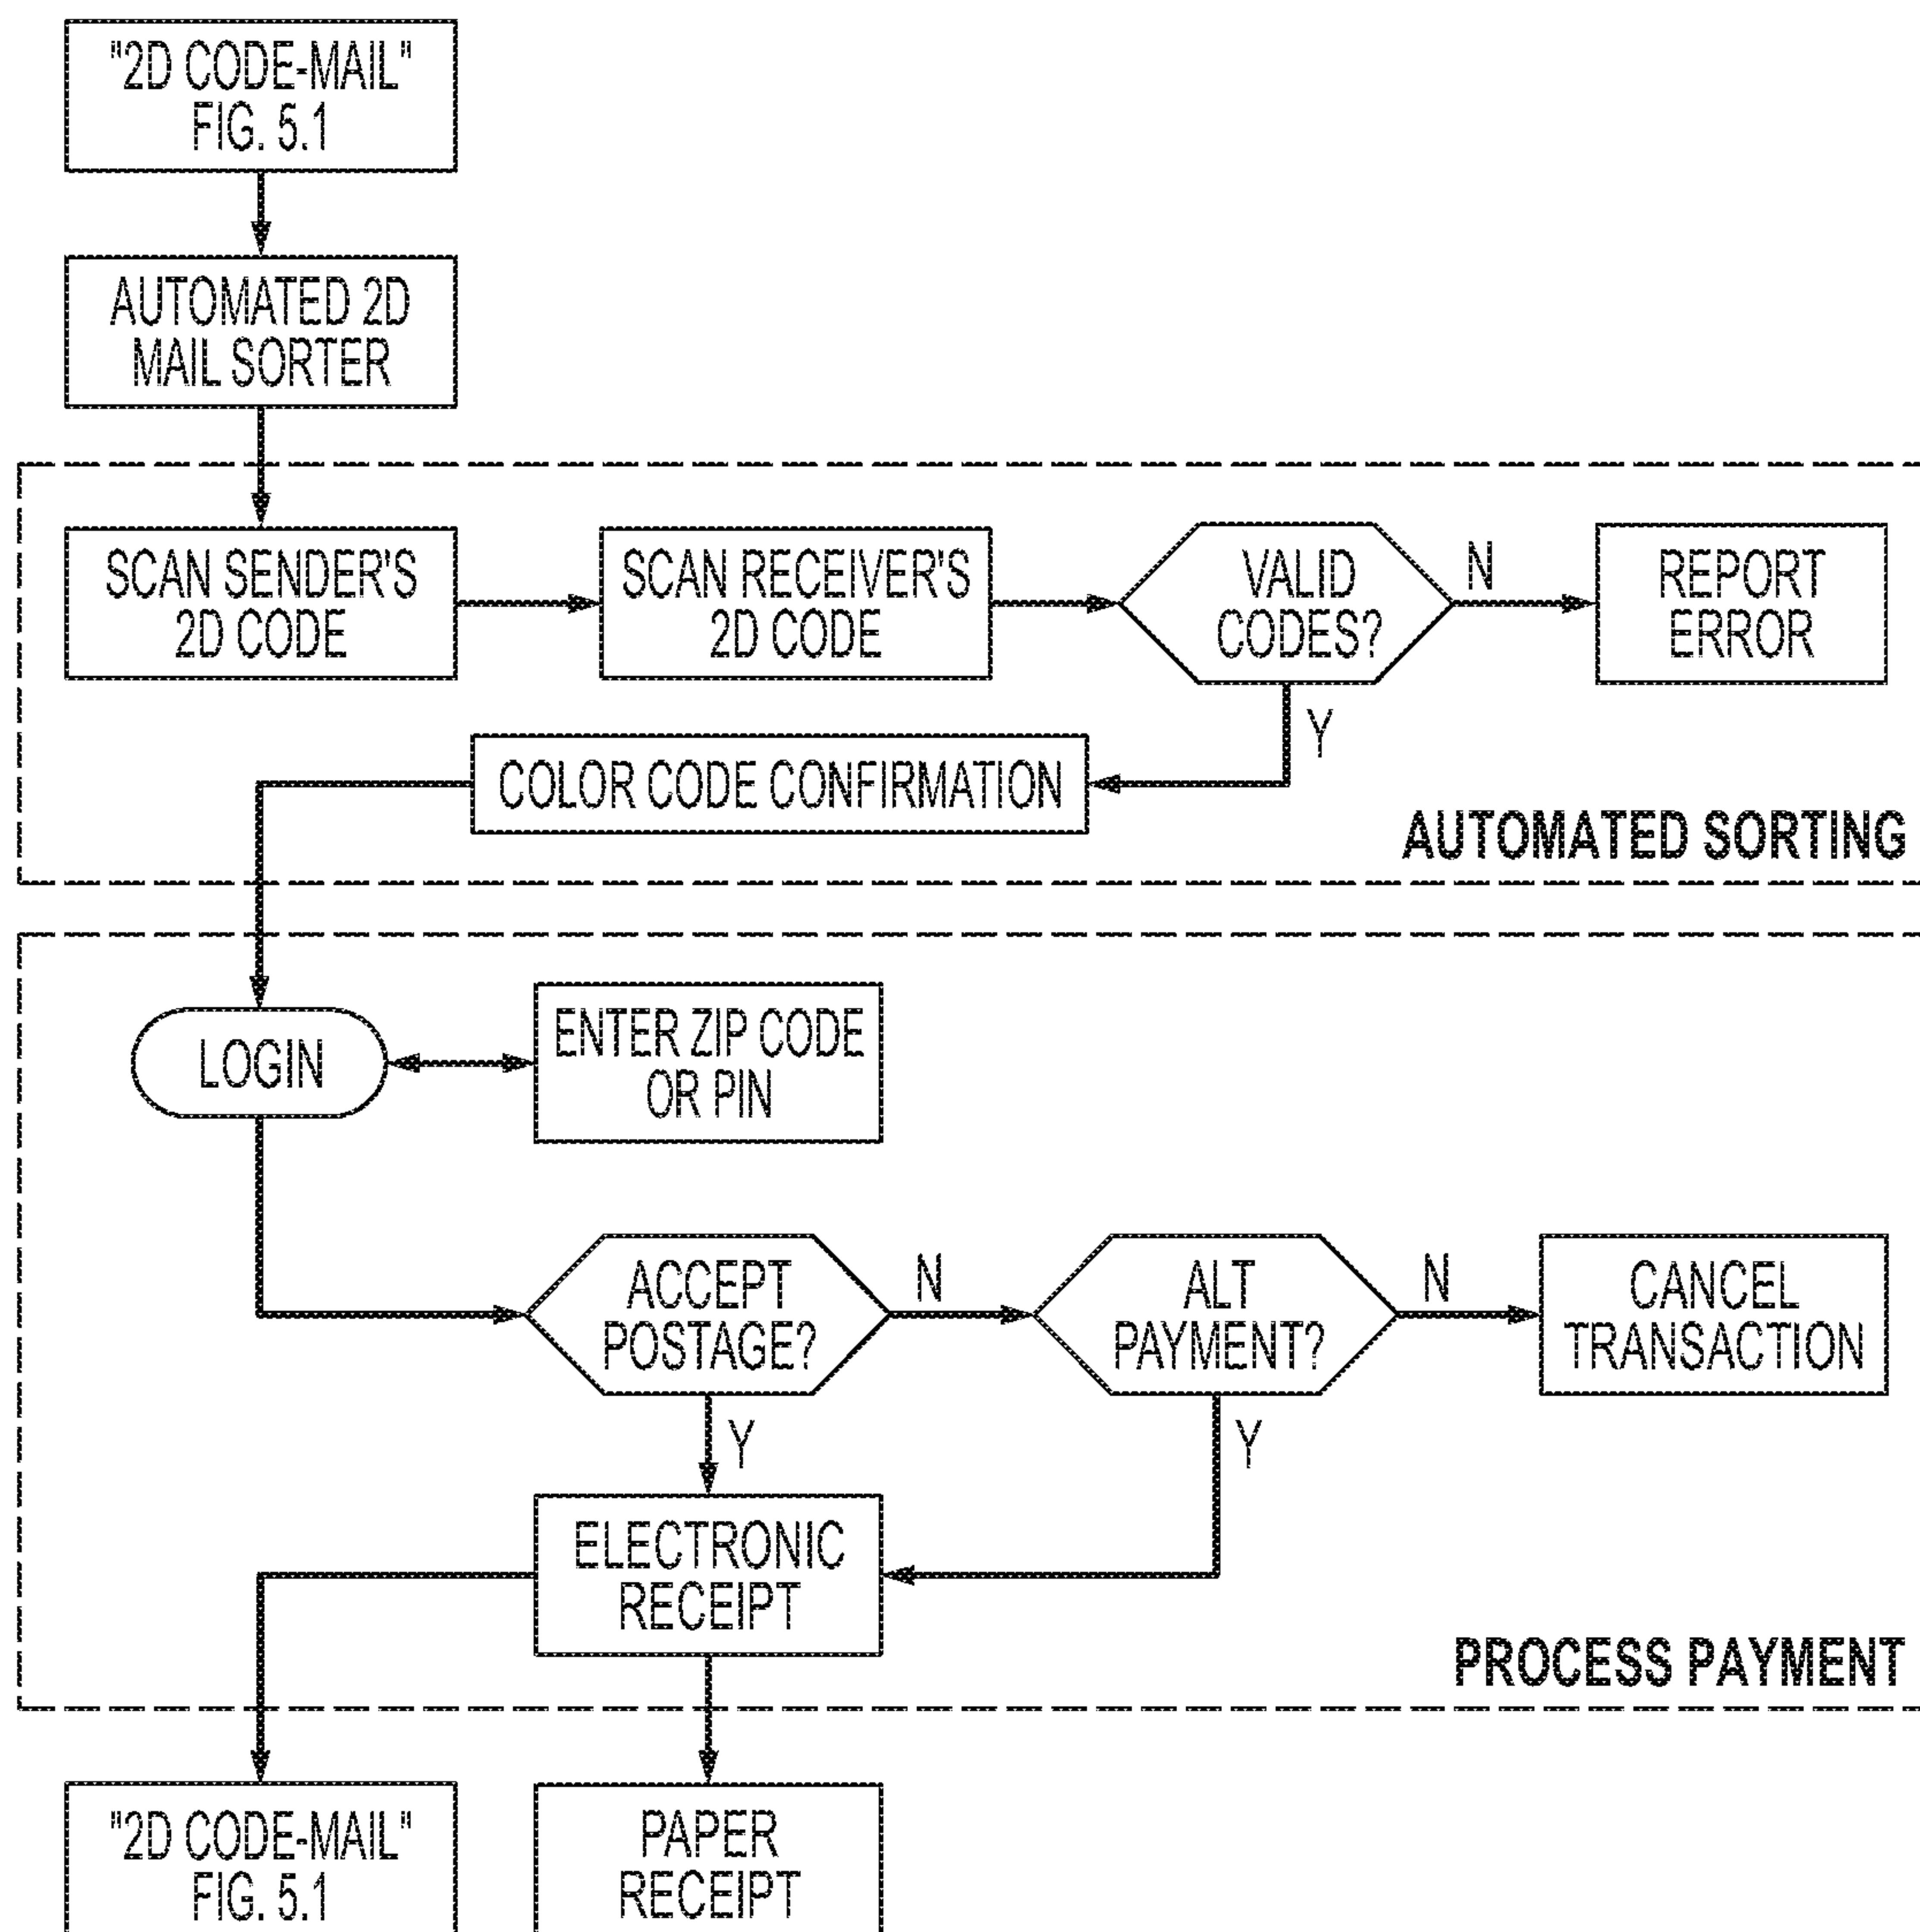 "2D CODE-MAIL"
FIG. 5.1
AUTOMATED 2D
MAIL SORTER
SCAN SENDER'S
2D CODE
SCAN RECEIVER'S
2D CODE
VALID
CODES?
N
REPORT
ERROR
Y
COLOR CODE CONFIRMATION
AUTOMATED SORTING
LOGIN
ENTER ZIP CODE
OR PIN
ACCEPT
POSTAGE?
N
ALT
PAYMENT?
N
CANCEL
TRANSACTION
Y
Y
ELECTRONIC
RECEIPT
PROCESS PAYMENT
"2D CODE-MAIL"
FIG. 5.1
PAPER
RECEIPT